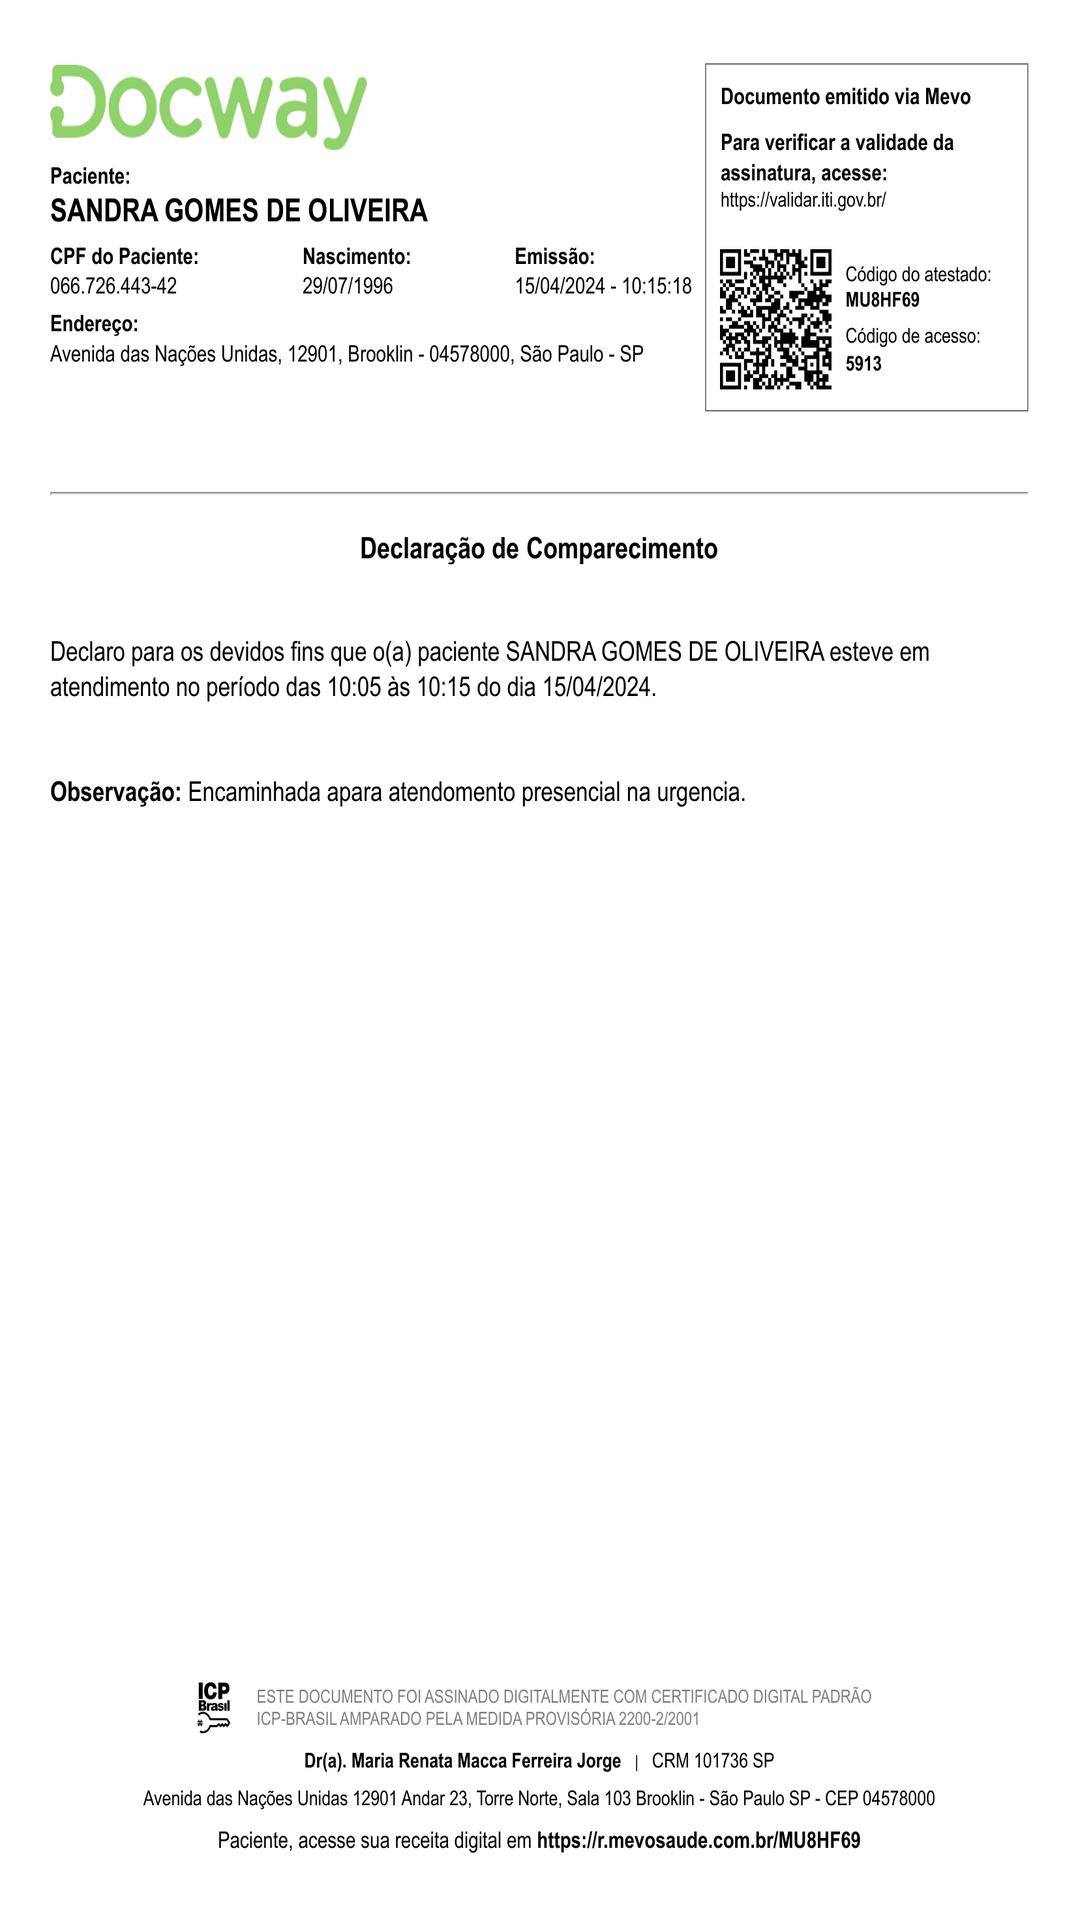 Docway
Paciente:
SANDRA GOMES DE OLIVEIRA
CPF do Paciente: Nascimento: Emissão:
066.726.443-42 29/07/1996 15/04/2024 - 10:15:18
Endereço:
Avenida das Nações Unidas, 12901, Brooklin - 04578000, São Paulo - SP
Documento emitido via Mevo
Para verificar a validade da
assinatura, acesse:
https://validar.iti.gov.br/
Código do atestado:
MU8HF69
Código de acesso:
5913
Declaração de Comparecimento
Declaro para os devidos fins que o(a) paciente SANDRA GOMES DE OLIVEIRA esteve em
atendimento no período das 10:05 às 10:15 do dia 15/04/2024.
Observação: Encaminhada apara atendomento presencial na urgencia.
ICP
Brasil
ESTE DOCUMENTO FOI ASSINADO DIGITALMENTE COM CERTIFICADO DIGITAL PADRÃO
ICP-BRASIL AMPARADO PELA MEDIDA PROVISÓRIA 2200-2/2001
Dr(a). Maria Renata Macca Ferreira Jorge | CRM 101736 SP
Avenida das Nações Unidas 12901 Andar 23, Torre Norte, Sala 103 Brooklin - São Paulo SP - CEP 04578000
Paciente, acesse sua receita digital em https://r.mevosaude.com.br/MU8HF69